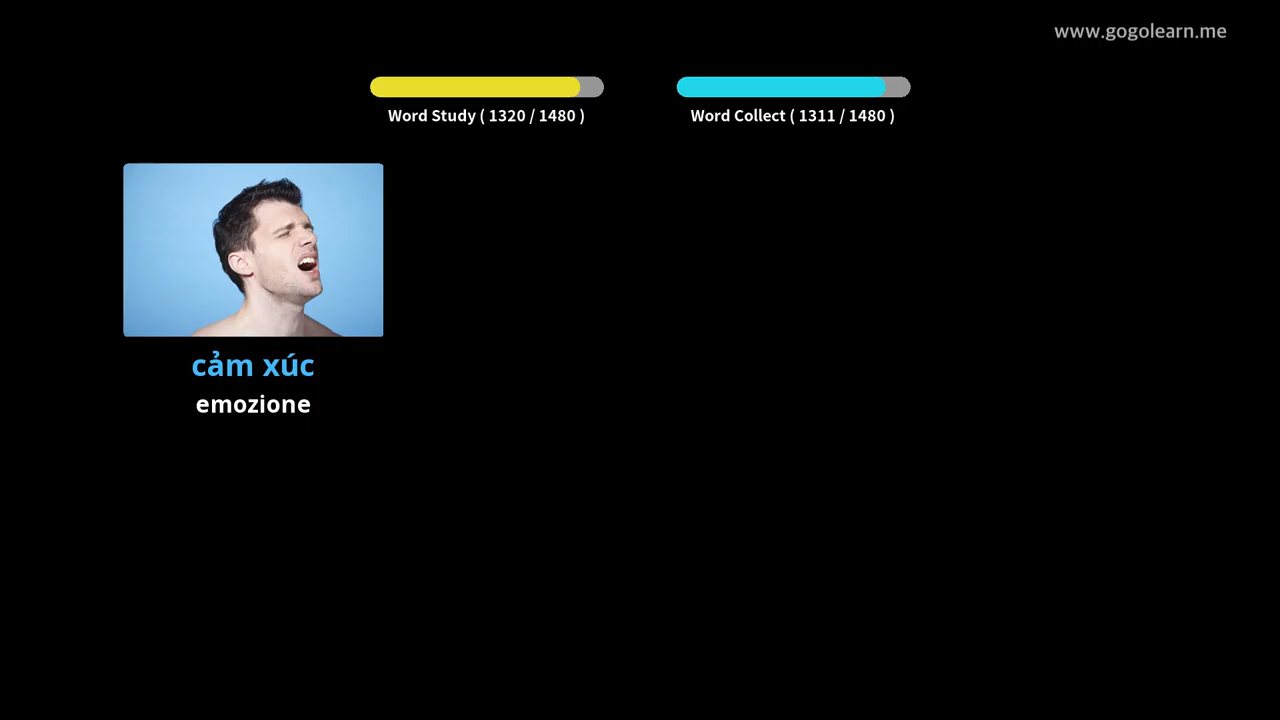 www.gogolearn.me
Word Study ( 1320 / 1480 )
Word Collect ( 1311 / 1480 )
cảm xúc
emozione